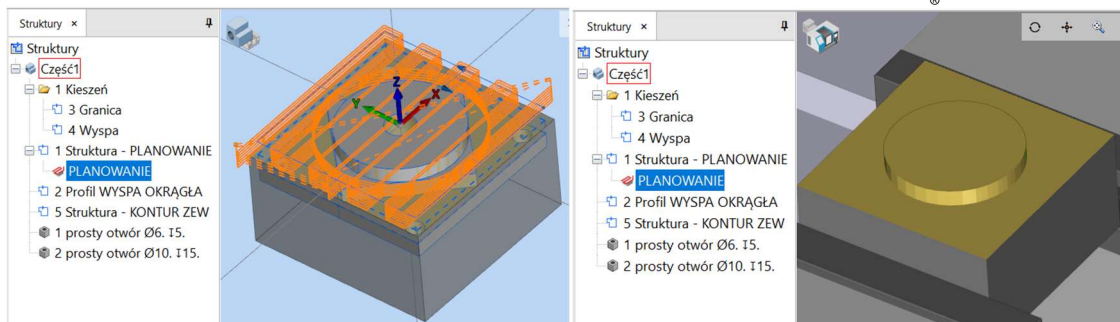 ®
Struktury ×
Struktury
Część1
1 Kieszeń
3 Granica
4 Wyspa
1 Struktura - PLANOWANIE
PLANOWANIE
2 Profil WYSPA OKRĄGŁA
5 Struktura - KONTUR ZEW
1 prosty otwór Ø6. ↧5.
2 prosty otwór Ø10. ↧15.
Z
X
Y
Struktury ×
Struktury
Część1
1 Kieszeń
3 Granica
4 Wyspa
1 Struktura - PLANOWANIE
PLANOWANIE
2 Profil WYSPA OKRĄGŁA
5 Struktura - KONTUR ZEW
1 prosty otwór Ø6. ↧5.
2 prosty otwór Ø10. ↧15.